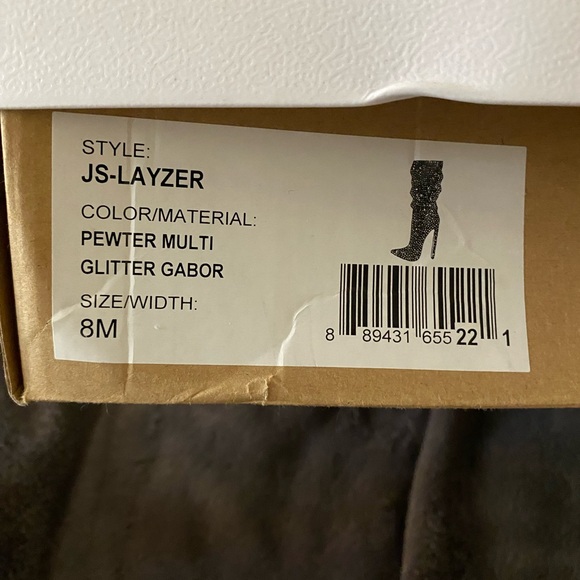 STYLE:
JS-LAYZER
COLOR/MATERIAL:
PEWTER MULTI
GLITTER GABOR
SIZE/WIDTH:
8M
8 89431 655 22 1